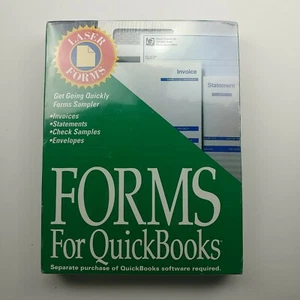 LASER
FORMS
Get Going Quickly
Forms Sampler
•Invoices
•Statements
•Check Samples
•Envelopes
Invoice
Statement
FORMS
For QuickBooks
Separate purchase of QuickBooks software required.